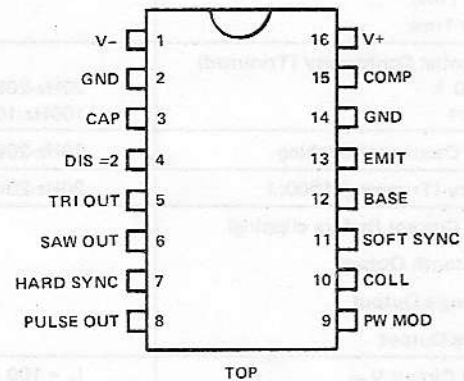 V- 1 16 V+
GND 2 15 COMP
CAP 3 14 GND
DIS =2 4 13 EMIT
TRI OUT 5 12 BASE
SAW OUT 6 11 SOFT SYNC
HARD SYNC 7 10 COLL
PULSE OUT 8 9 PW MOD
TOP